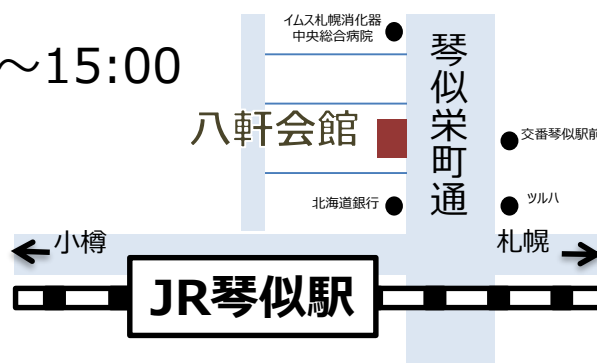 イムス札幌消化器
中央総合病院
～15:00
琴似栄町通
八軒会館
交番琴似駅前
北海道銀行
ツルハ
小樽
札幌
JR琴似駅